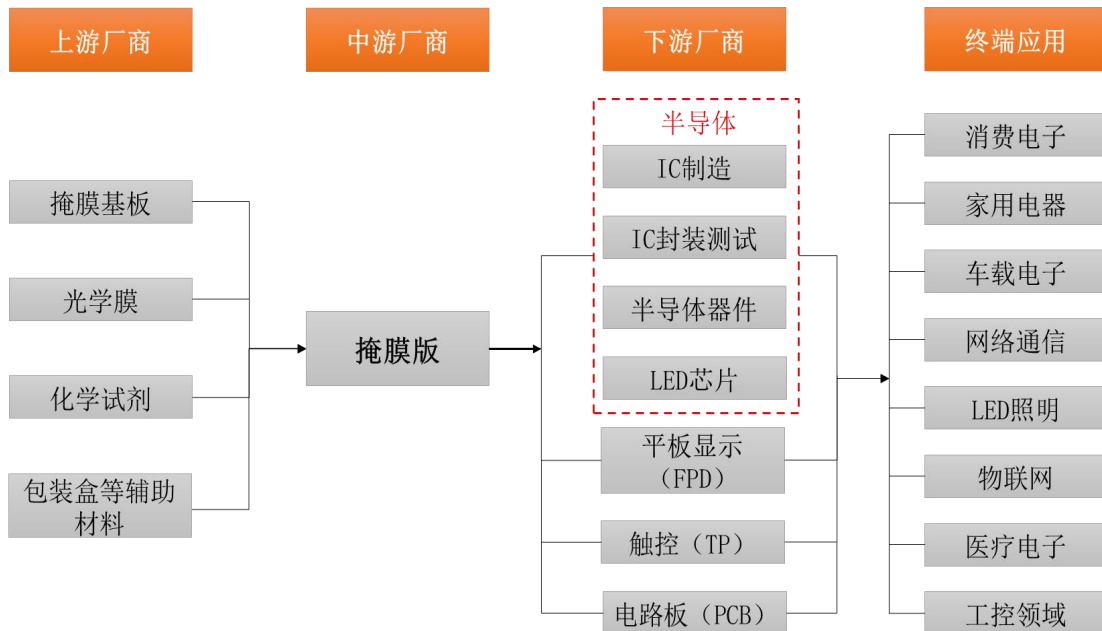 上游厂商
中游厂商
下游厂商
终端应用
掩膜基板
光学膜
化学试剂
包装盒等辅助
材料
掩膜版
半导体
IC制造
IC封装测试
半导体器件
LED芯片
平板显示
（FPD）
触控（TP）
电路板（PCB）
消费电子
家用电器
车载电子
网络通信
LED照明
物联网
医疗电子
工控领域